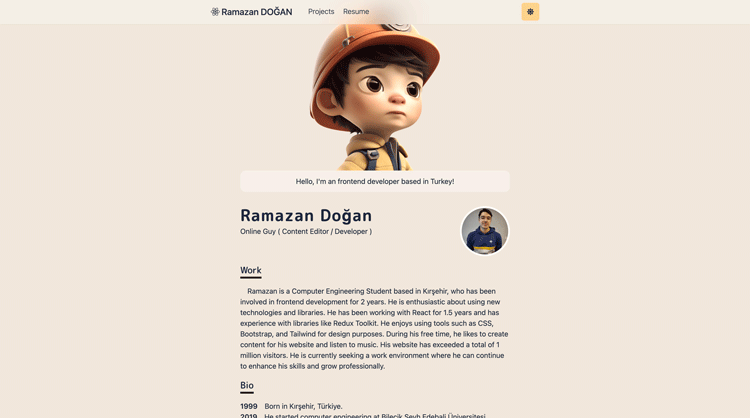 Ramazan DOĞAN Projects Resume
Hello, I'm an frontend developer based in Turkey!
Ramazan Doğan
Online Guy ( Content Editor / Developer )
Work
Ramazan is a Computer Engineering Student based in Kırşehir, who has been
involved in frontend development for 2 years. He is enthusiastic about using new
technologies and libraries. He has been working with React for 1.5 years and has
experience with libraries like Redux Toolkit. He enjoys using tools such as CSS,
Bootstrap, and Tailwind for design purposes. During his free time, he likes to create
content for his website and listen to music. His website has exceeded a total of 1
million visitors. He is currently seeking a work environment where he can continue
to enhance his skills and grow professionally.
Bio
1999 Born in Kırşehir, Türkiye.
2019 He started computer engineering at Bilecik Şeyh Edebali Üniversitesi